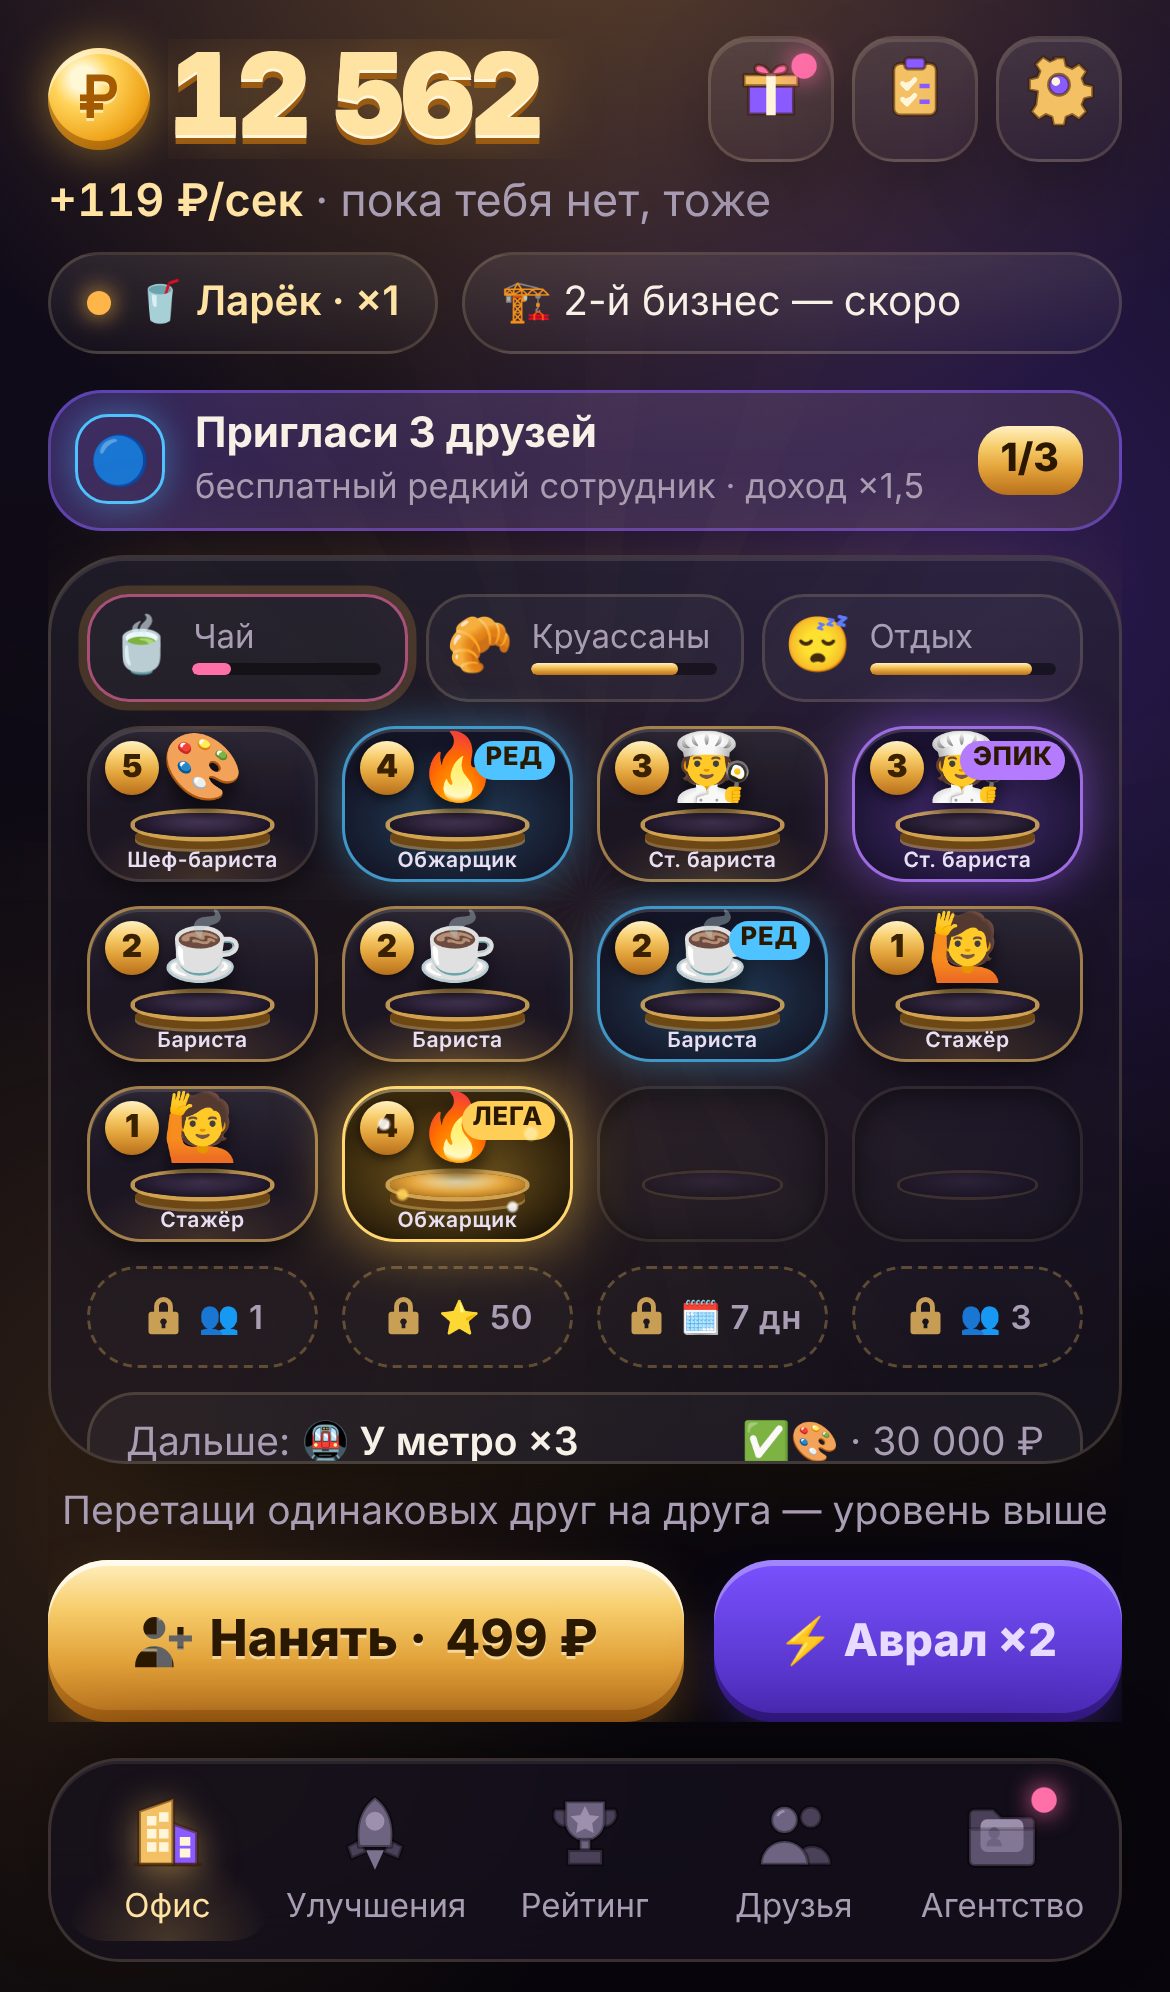 ₽ 12 562
+119 ₽/сек · пока тебя нет, тоже
Ларёк · ×1
2-й бизнес — скоро
Пригласи 3 друзей
бесплатный редкий сотрудник · доход ×1,5
1/3
Чай
Круассаны
Отдых
5
Шеф-бариста
4
РЕД
Обжарщик
3
Ст. бариста
3
ЭПИК
Ст. бариста
2
Бариста
2
Бариста
2
РЕД
Бариста
1
Стажёр
1
Стажёр
4
ЛЕГА
Обжарщик
1
50
7 дн
3
Дальше: У метро ×3
· 30 000 ₽
Перетащи одинаковых друг на друга — уровень выше
Нанять · 499 ₽
Аврал ×2
Офис
Улучшения
Рейтинг
Друзья
Агентство